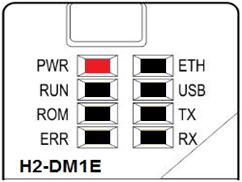 PWR ETH
RUN USB
ROM TX
ERR RX
H2-DM1E